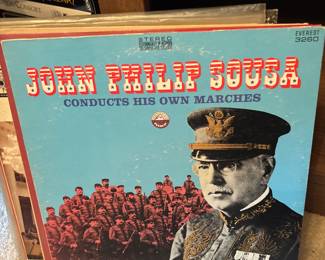 STEREO
EVEREST
3260
JOHN PHILIP SOUSA
CONDUCTS HIS OWN MARCHES